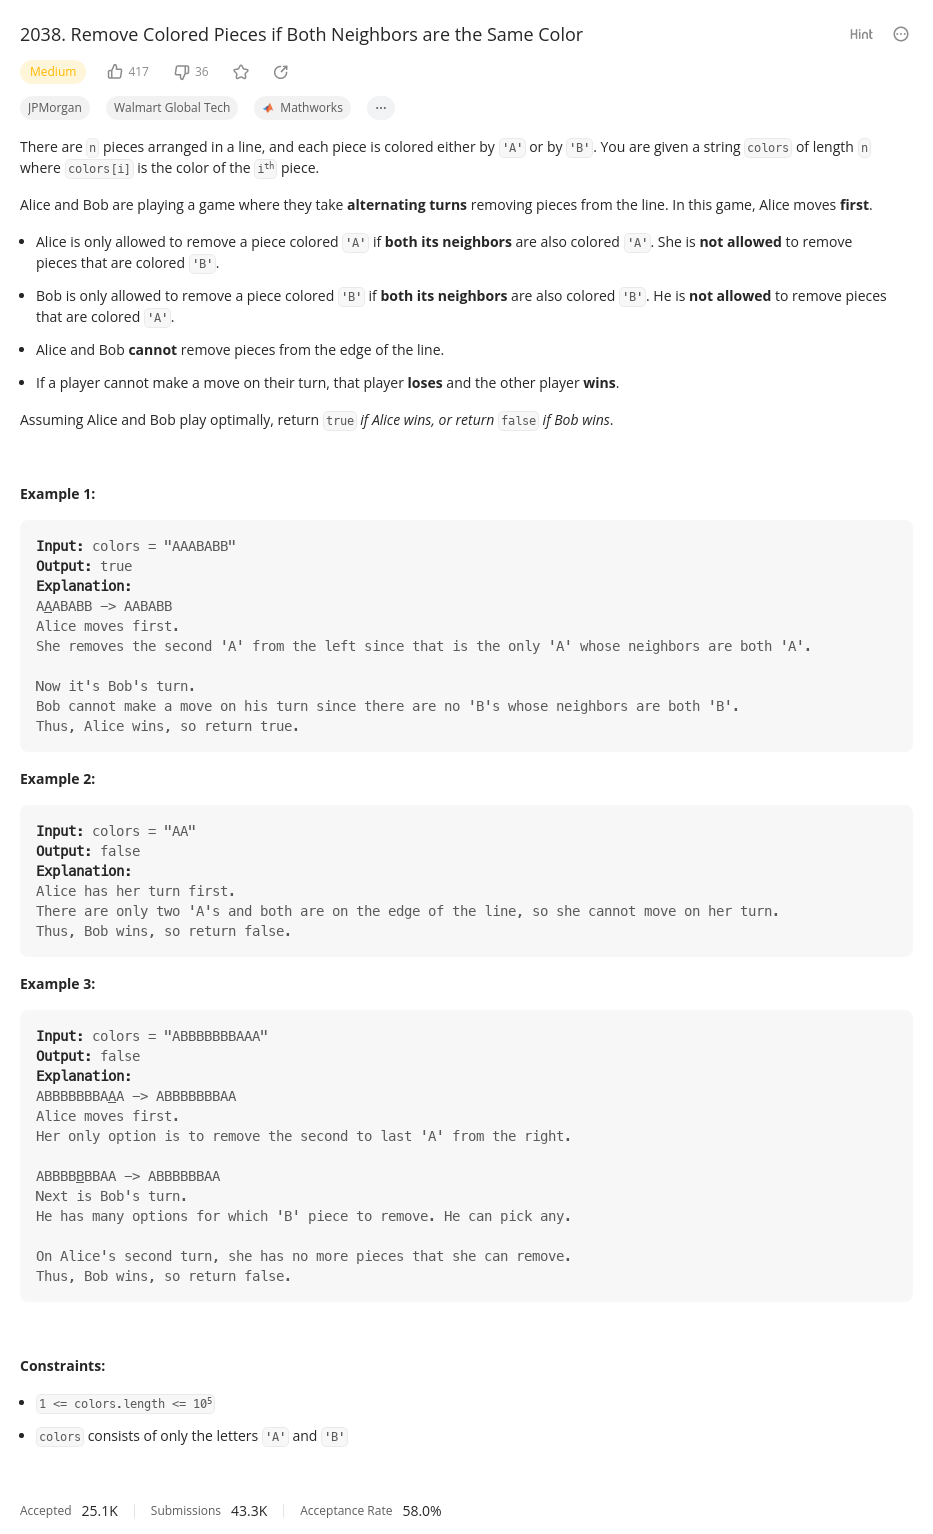 2038. Remove Colored Pieces if Both Neighbors are the Same Color
Hint
Medium 417 36
JPMorgan Walmart Global Tech Mathworks ...
There are n pieces arranged in a line, and each piece is colored either by 'A' or by 'B'. You are given a string colors of length n
where colors[i] is the color of the ith piece.
Alice and Bob are playing a game where they take alternating turns removing pieces from the line. In this game, Alice moves first.
• Alice is only allowed to remove a piece colored 'A' if both its neighbors are also colored 'A'. She is not allowed to remove
pieces that are colored 'B'.
• Bob is only allowed to remove a piece colored 'B' if both its neighbors are also colored 'B'. He is not allowed to remove pieces
that are colored 'A'.
• Alice and Bob cannot remove pieces from the edge of the line.
• If a player cannot make a move on their turn, that player loses and the other player wins.
Assuming Alice and Bob play optimally, return true if Alice wins, or return false if Bob wins.
Example 1:
Input: colors = "AAABABB"
Output: true
Explanation:
AAABABB -> AABABB
Alice moves first.
She removes the second 'A' from the left since that is the only 'A' whose neighbors are both 'A'.
Now it's Bob's turn.
Bob cannot make a move on his turn since there are no 'B's whose neighbors are both 'B'.
Thus, Alice wins, so return true.
Example 2:
Input: colors = "AA"
Output: false
Explanation:
Alice has her turn first.
There are only two 'A's and both are on the edge of the line, so she cannot move on her turn.
Thus, Bob wins, so return false.
Example 3:
Input: colors = "ABBBBBBBAAA"
Output: false
Explanation:
ABBBBBBBAAA -> ABBBBBBBAA
Alice moves first.
Her only option is to remove the second to last 'A' from the right.
ABBBBBBBAA -> ABBBBBBAA
Next is Bob's turn.
He has many options for which 'B' piece to remove. He can pick any.
On Alice's second turn, she has no more pieces that she can remove.
Thus, Bob wins, so return false.
Constraints:
• 1 <= colors.length <= 10⁵
• colors consists of only the letters 'A' and 'B'
Accepted 25.1K Submissions 43.3K Acceptance Rate 58.0%